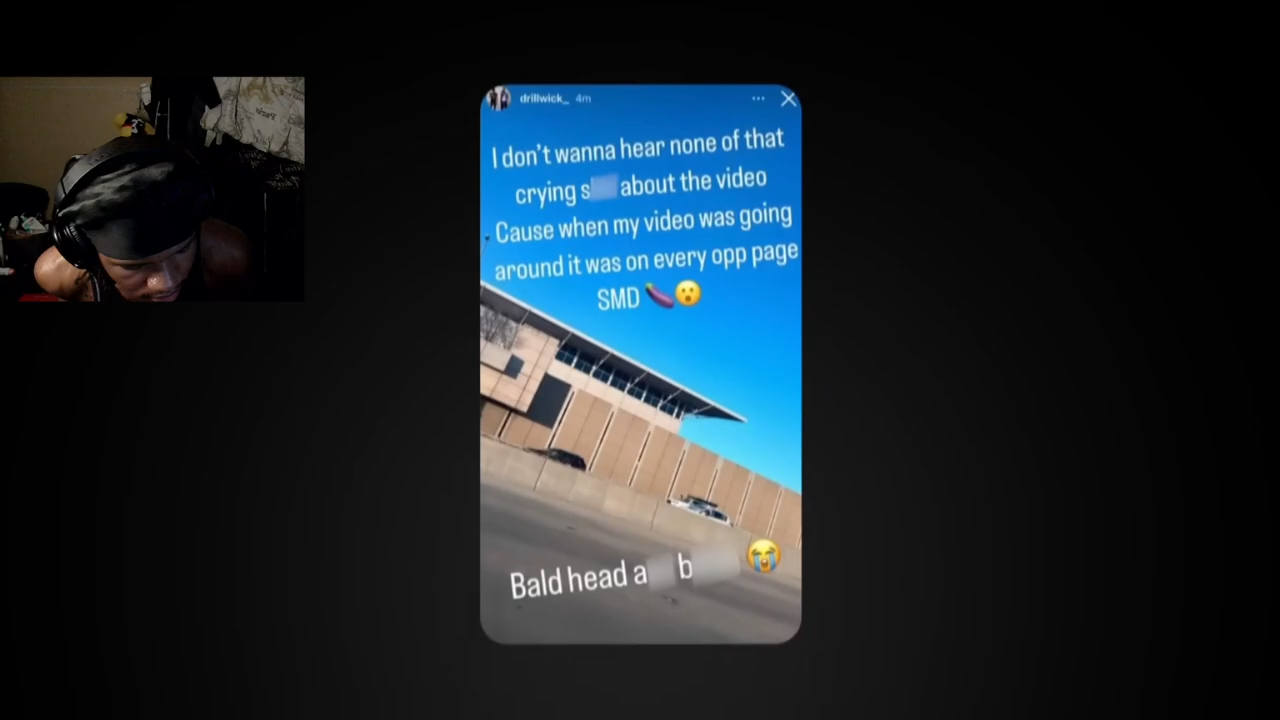 drillwick_ 4m
I don't wanna hear none of that
crying s about the video
Cause when my video was going
around it was on every opp page
SMD 🍆😮
Bald head a b 😭